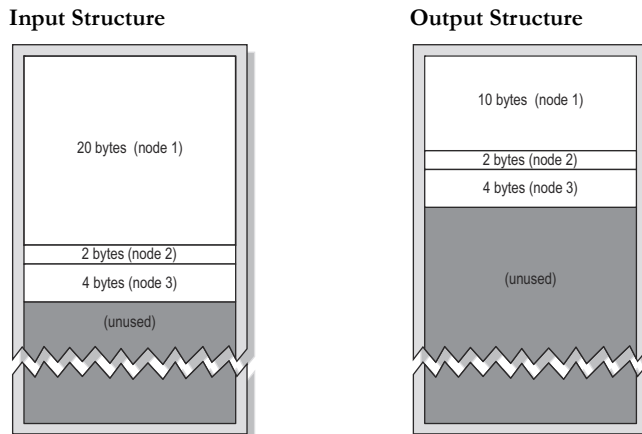 Input Structure
20 bytes (node 1)
2 bytes (node 2)
4 bytes (node 3)
(unused)
Output Structure
10 bytes (node 1)
2 bytes (node 2)
4 bytes (node 3)
(unused)